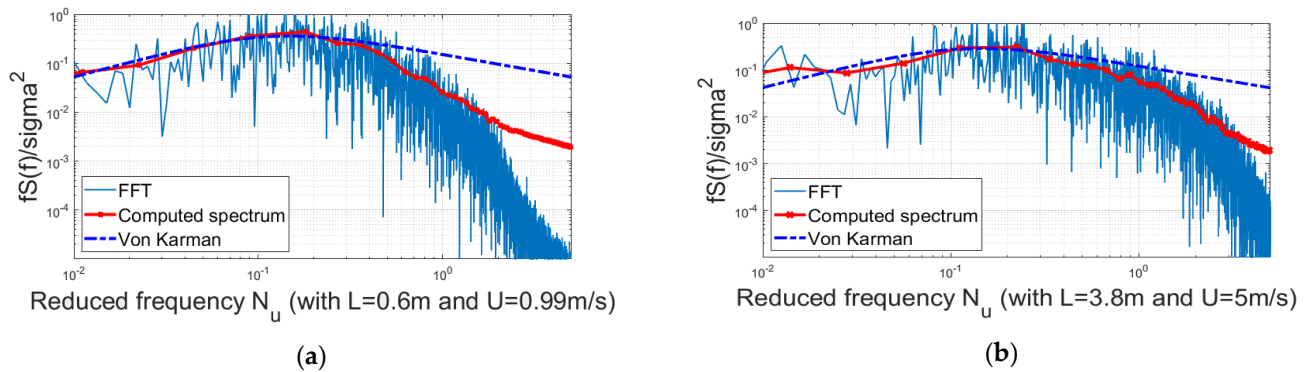 10^0
10^-1
10^-2
10^-3
10^-4
fS(f)/sigma^2
FFT
Computed spectrum
Von Karman
10^-2
10^-1
10^0
Reduced frequency N_u (with L=0.6m and U=0.99m/s)
(a)
10^0
10^-1
10^-2
10^-3
10^-4
fS(f)/sigma^2
FFT
Computed spectrum
Von Karman
10^-2
10^-1
10^0
Reduced frequency N_u (with L=3.8m and U=5m/s)
(b)